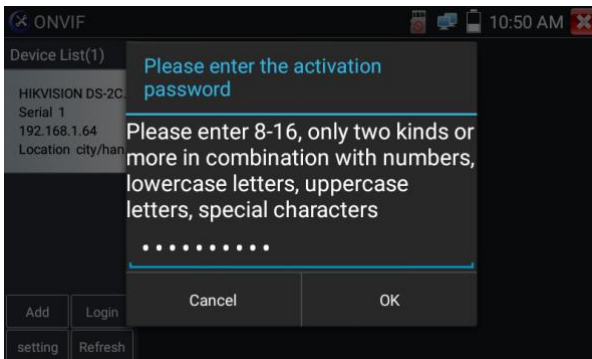 ONVIF
10:50 AM
Device List(1)
Please enter the activation
password
HIKVISION DS-2C
Serial 1
192.168.1.64
Location city/han
Please enter 8-16, only two kinds or
more in combination with numbers,
lowercase letters, uppercase
letters, special characters
••••••••••
Cancel
OK
Add
Login
setting
Refresh